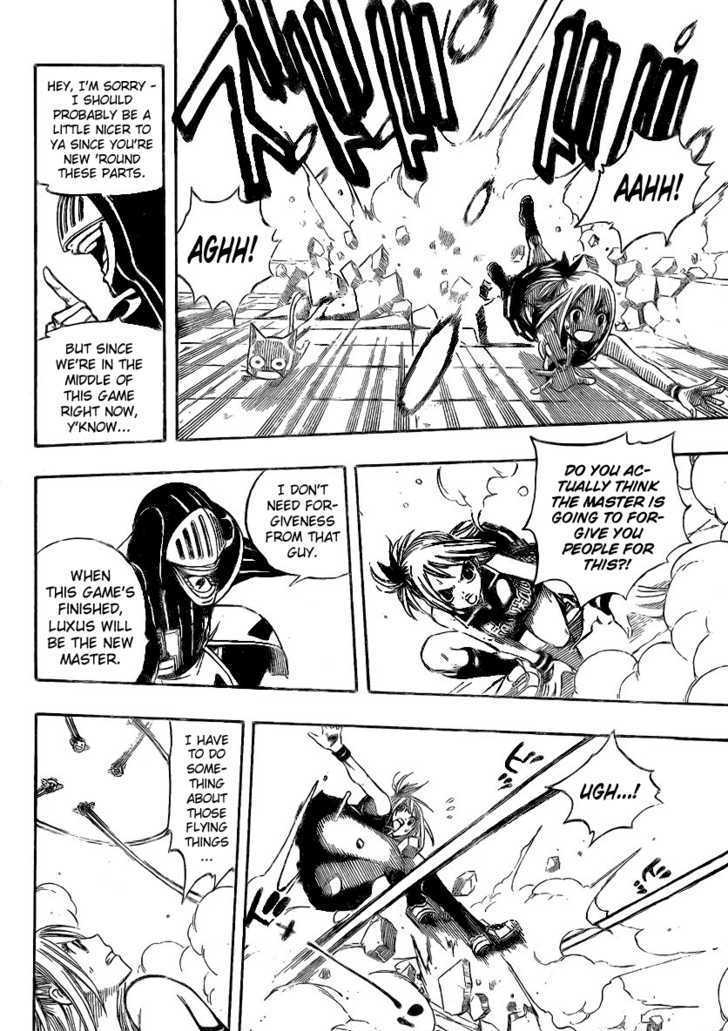 AAHH!
AGHH!
HEY, I'M SORRY -
I SHOULD
PROBABLY BE A
LITTLE NICER TO
YA SINCE YOU'RE
NEW 'ROUND
THESE PARTS.
BUT SINCE
WE'RE IN THE
MIDDLE OF
THIS GAME
RIGHT NOW,
Y'KNOW...
DO YOU AC-
TUALLY THINK
THE MASTER IS
GOING TO FOR-
GIVE YOU
PEOPLE FOR
THIS?!
I DON'T
NEED FOR-
GIVENESS
FROM THAT
GUY.
WHEN
THIS GAME'S
FINISHED,
LUXUS WILL
BE THE NEW
MASTER.
UGH...!
ドド
ド
I HAVE
TO DO
SOME-
THING
ABOUT
THOSE
FLYING
THINGS
...